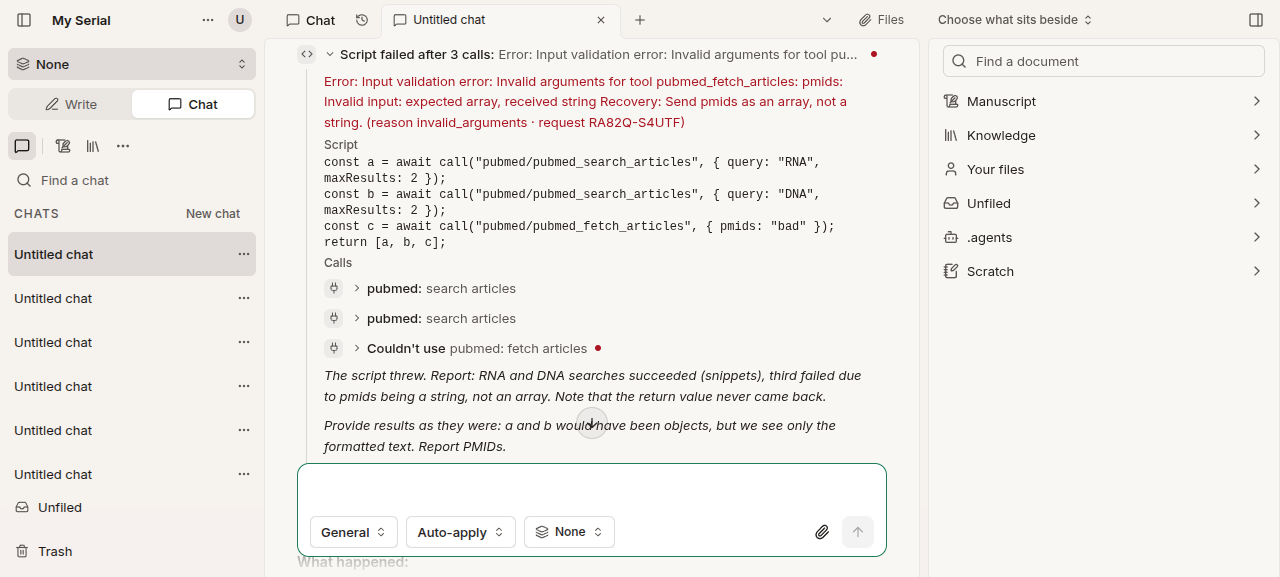 My Serial
U
None
Write
Chat
Find a chat
CHATS
New chat
Untitled chat
Untitled chat
Untitled chat
Untitled chat
Untitled chat
Untitled chat
Unfiled
Trash
Chat
Untitled chat
Files
Script failed after 3 calls: Error: Input validation error: Invalid arguments for tool pu...
Error: Input validation error: Invalid arguments for tool pubmed_fetch_articles: pmids:
Invalid input: expected array, received string Recovery: Send pmids as an array, not a
string. (reason invalid_arguments · request RA82Q-S4UTF)
Script
const a = await call("pubmed/pubmed_search_articles", { query: "RNA",
maxResults: 2 });
const b = await call("pubmed/pubmed_search_articles", { query: "DNA",
maxResults: 2 });
const c = await call("pubmed/pubmed_fetch_articles", { pmids: "bad" });
return [a, b, c];
Calls
pubmed: search articles
pubmed: search articles
Couldn't use pubmed: fetch articles
The script threw. Report: RNA and DNA searches succeeded (snippets), third failed due
to pmids being a string, not an array. Note that the return value never came back.
Provide results as they were: a and b would have been objects, but we see only the
formatted text. Report PMIDs.
General
Auto-apply
None
What happened:
Choose what sits beside
Find a document
Manuscript
Knowledge
Your files
Unfiled
.agents
Scratch